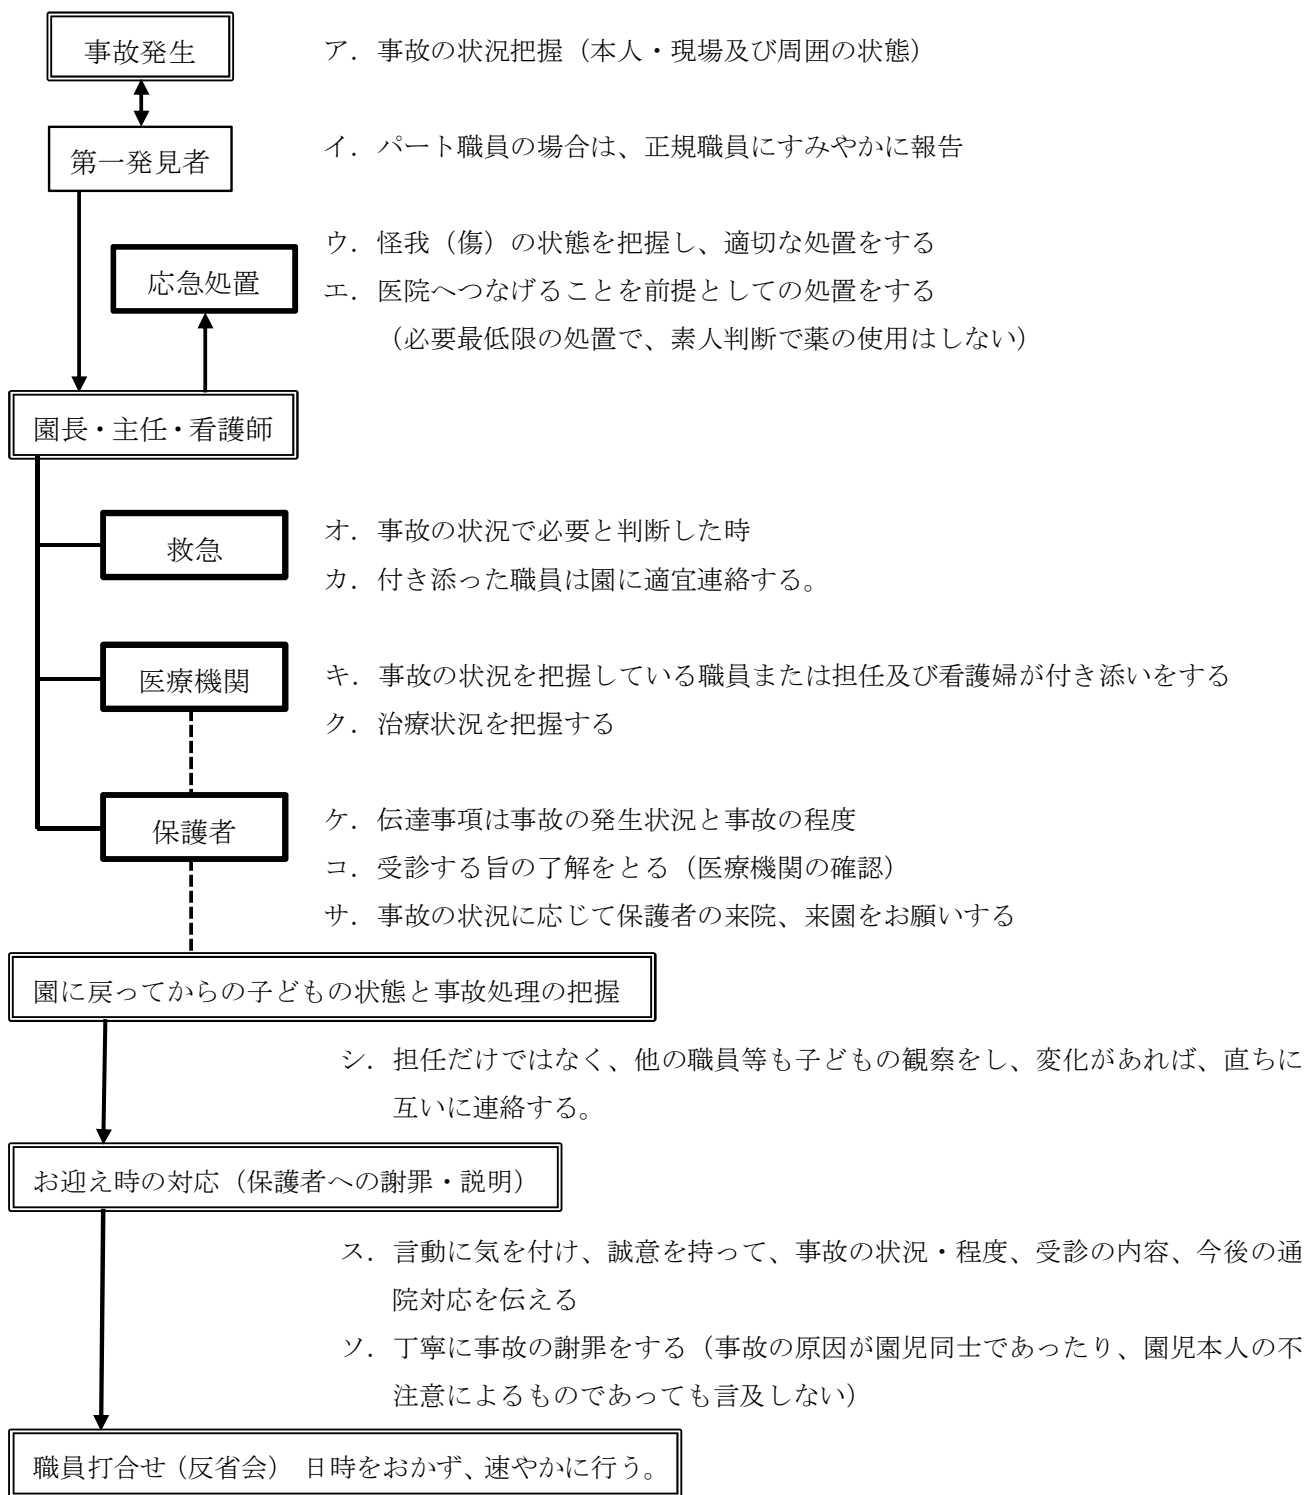 事故発生
ア．事故の状況把握（本人・現場及び周囲の状態）
第一発見者
イ．パート職員の場合は、正規職員にすみやかに報告
応急処置
ウ．怪我（傷）の状態を把握し、適切な処置をする
エ．医院へつなげることを前提としての処置をする
（必要最低限の処置で、素人判断で薬の使用はしない）
園長・主任・看護師
救急
オ．事故の状況で必要と判断した時
カ．付き添った職員は園に適宜連絡する。
医療機関
キ．事故の状況を把握している職員または担任及び看護婦が付き添いをする
ク．治療状況を把握する
保護者
ケ．伝達事項は事故の発生状況と事故の程度
コ．受診する旨の了解をとる（医療機関の確認）
サ．事故の状況に応じて保護者の来院、来園をお願いする
園に戻ってからの子どもの状態と事故処理の把握
シ．担任だけではなく、他の職員等も子どもの観察をし、変化があれば、直ちに
互いに連絡する。
お迎え時の対応（保護者への謝罪・説明）
ス．言動に気を付け、誠意を持って、事故の状況・程度、受診の内容、今後の通
院対応を伝える
ソ．丁寧に事故の謝罪をする（事故の原因が園児同士であったり、園児本人の不
注意によるものであっても言及しない）
職員打合せ（反省会）　日時をおかず、速やかに行う。